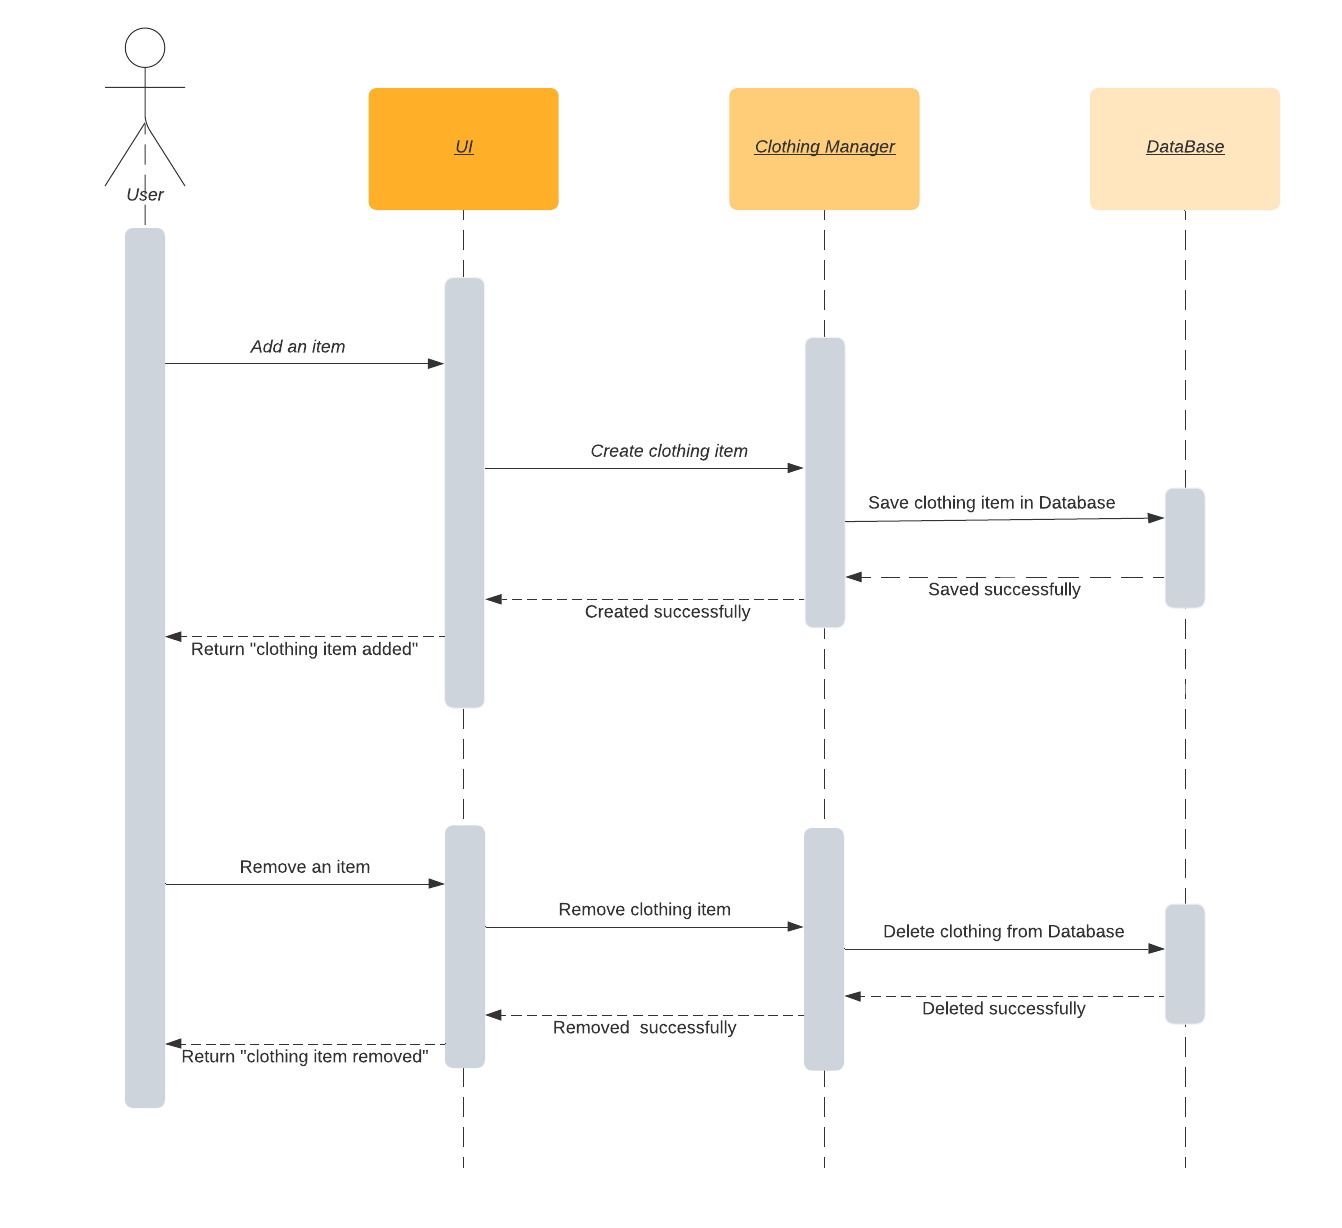 User
UI
Clothing Manager
DataBase
Add an item
Create clothing item
Save clothing item in Database
Saved successfully
Created successfully
Return "clothing item added"
Remove an item
Remove clothing item
Delete clothing from Database
Deleted successfully
Removed  successfully
Return "clothing item removed"